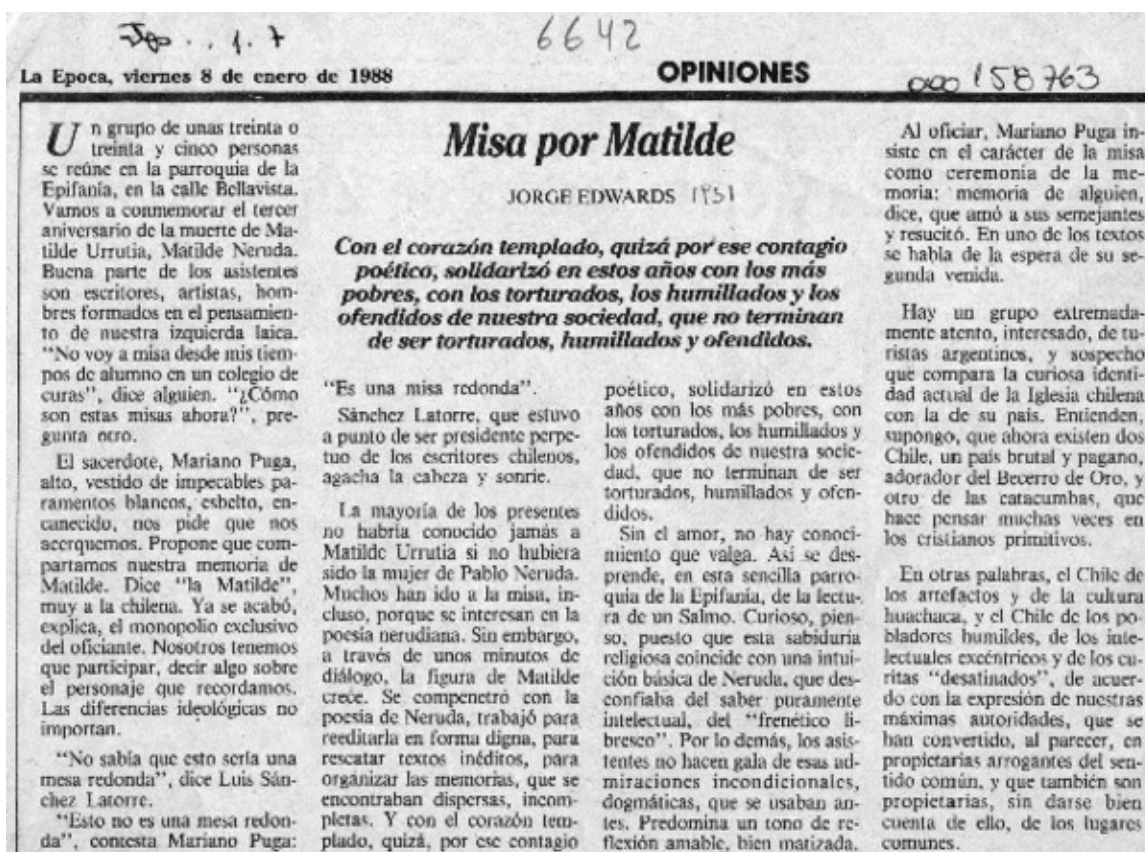 6642
La Epoca, viernes 8 de enero de 1988
OPINIONES
000158763
Un grupo de unas treinta o
treinta y cinco personas
se reúne en la parroquia de la
Epifanía, en la calle Bellavista.
Vamos a conmemorar el tercer
aniversario de la muerte de Ma-
tilde Urrutia, Matilde Neruda.
Buena parte de los asistentes
son escritores, artistas, hom-
bres formados en el pensamien-
to de nuestra izquierda laica.
"No voy a misa desde mis tiem-
pos de alumno en un colegio de
curas", dice alguien. "¿Cómo
son estas misas ahora?", pre-
gunta otro.
El sacerdote, Mariano Puga,
alto, vestido de impecables pa-
ramentos blancos, esbelto, en-
canecido, nos pide que nos
acerquemos. Propone que com-
partamos nuestra memoria de
Matilde. Dice "la Matilde",
muy a la chilena. Ya se acabó,
explica, el monopolio exclusivo
del oficiante. Nosotros tenemos
que participar, decir algo sobre
el personaje que recordamos.
Las diferencias ideológicas no
importan.
"No sabía que esto sería una
mesa redonda", dice Luis Sán-
chez Latorre.
"Esto no es una mesa redon-
da", contesta Mariano Puga:
Misa por Matilde
JORGE EDWARDS 1931
Con el corazón templado, quizá por ese contagio
poético, solidarizó en estos años con los más
pobres, con los torturados, los humillados y los
ofendidos de nuestra sociedad, que no terminan
de ser torturados, humillados y ofendidos.
"Es una misa redonda".
Sánchez Latorre, que estuvo
a punto de ser presidente perpe-
tuo de los escritores chilenos,
agacha la cabeza y sonríe.
La mayoría de los presentes
no habría conocido jamás a
Matilde Urrutia si no hubiera
sido la mujer de Pablo Neruda.
Muchos han ido a la misa, in-
cluso, porque se interesan en la
poesía nerudiana. Sin embargo,
a través de unos minutos de
diálogo, la figura de Matilde
crece. Se compenetró con la
poesía de Neruda, trabajó para
reeditarla en forma digna, para
rescatar textos inéditos, para
organizar las memorias, que se
encontraban dispersas, incom-
pletas. Y con el corazón tem-
plado, quizá, por ese contagio
poético, solidarizó en estos
años con los más pobres, con
los torturados, los humillados y
los ofendidos de nuestra socie-
dad, que no terminan de ser
torturados, humillados y ofen-
didos.
Sin el amor, no hay conoci-
miento que valga. Así se des-
prende, en esta sencilla parro-
quia de la Epifanía, de la lectu-
ra de un Salmo. Curioso, pien-
so, puesto que esta sabiduría
religiosa coincide con una intui-
ción básica de Neruda, que des-
confiaba del saber puramente
intelectual, del "frenético li-
bresco". Por lo demás, los asis-
tentes no hacen gala de esas ad-
miraciones incondicionales,
dogmáticas, que se usaban an-
tes. Predomina un tono de re-
flexión amable, bien matizada.
Al oficiar, Mariano Puga in-
siste en el carácter de la misa
como ceremonia de la me-
moria: memoria de alguien,
dice, que amó a sus semejantes
y resucitó. En uno de los textos
se habla de la espera de su se-
gunda venida.
Hay un grupo extremada-
mente atento, interesado, de tu-
ristas argentinos, y sospecho
que compara la curiosa identi-
dad actual de la Iglesia chilena
con la de su país. Entienden,
supongo, que ahora existen dos
Chile, un país brutal y pagano,
adorador del Becerro de Oro, y
otro de las catacumbas, que
hace pensar muchas veces en
los cristianos primitivos.
En otras palabras, el Chile de
los artefactos y de la cultura
huachaca, y el Chile de los po-
bladores humildes, de los inte-
lectuales excéntricos y de los cu-
ritas "desatinados", de acuer-
do con la expresión de nuestras
máximas autoridades, que se
han convertido, al parecer, en
propietarias arrogantes del sen-
tido común, y que también son
propietarias, sin darse bien
cuenta de ello, de los lugares
comunes.